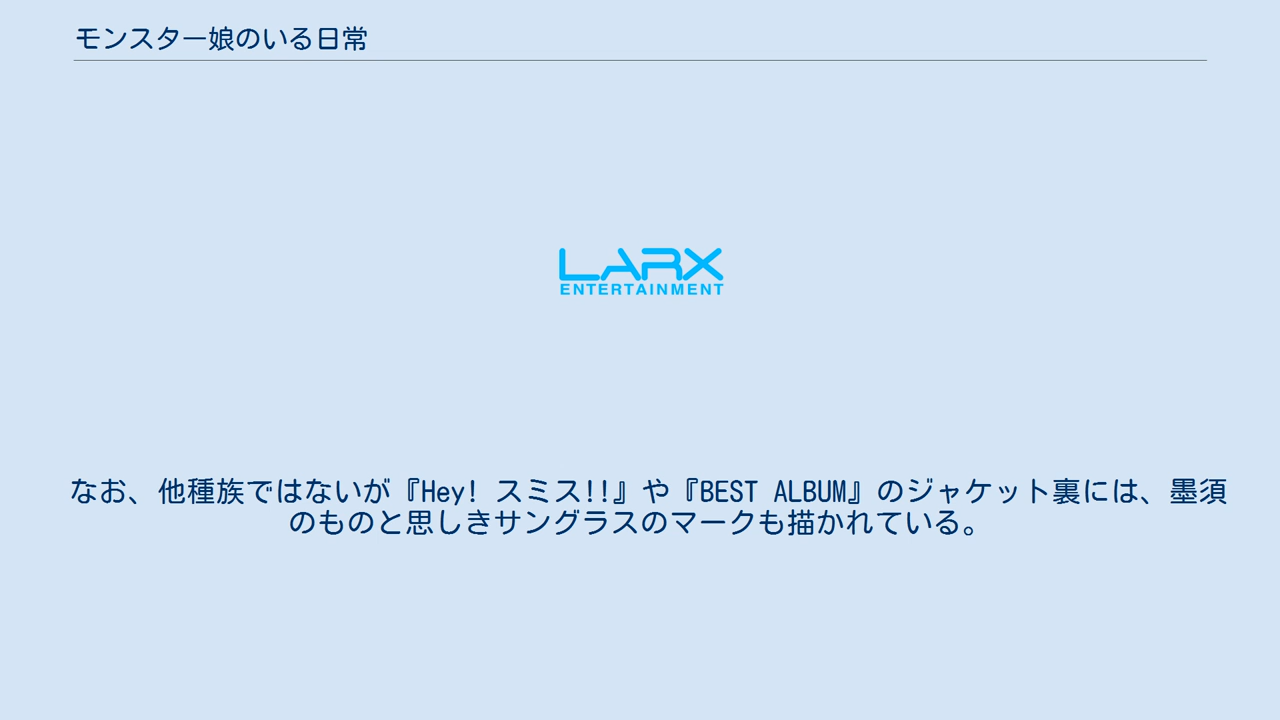 モンスター娘のいる日常
LARX
ENTERTAINMENT
なお、他種族ではないが『Hey! スミス!!』や『BEST ALBUM』のジャケット裏には、墨須
のものと思しきサングラスのマークも描かれている。